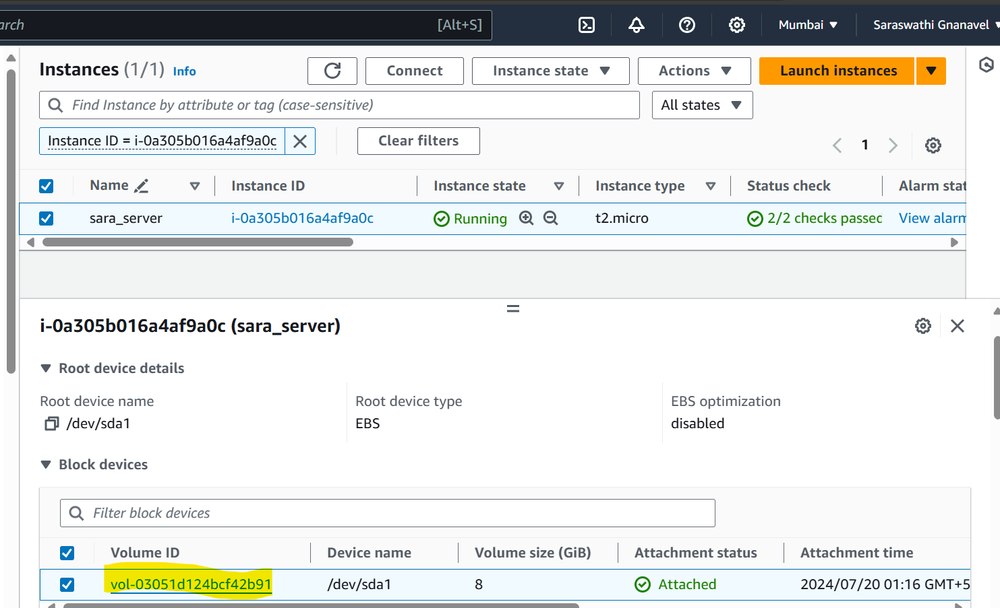 arch [Alt+S] Mumbai Saraswathi Gnanavel
Instances (1/1) Info Connect Instance state Actions Launch instances
Find Instance by attribute or tag (case-sensitive) All states
Instance ID = i-0a305b016a4af9a0c Clear filters 1
Name Instance ID Instance state Instance type Status check Alarm stat
sara_server i-0a305b016a4af9a0c Running t2.micro 2/2 checks passed View alarm
i-0a305b016a4af9a0c (sara_server)
Root device details
Root device name Root device type EBS optimization
/dev/sda1 EBS disabled
Block devices
Filter block devices
Volume ID Device name Volume size (GiB) Attachment status Attachment time
vol-03051d124bcf42b91 /dev/sda1 8 Attached 2024/07/20 01:16 GMT+5